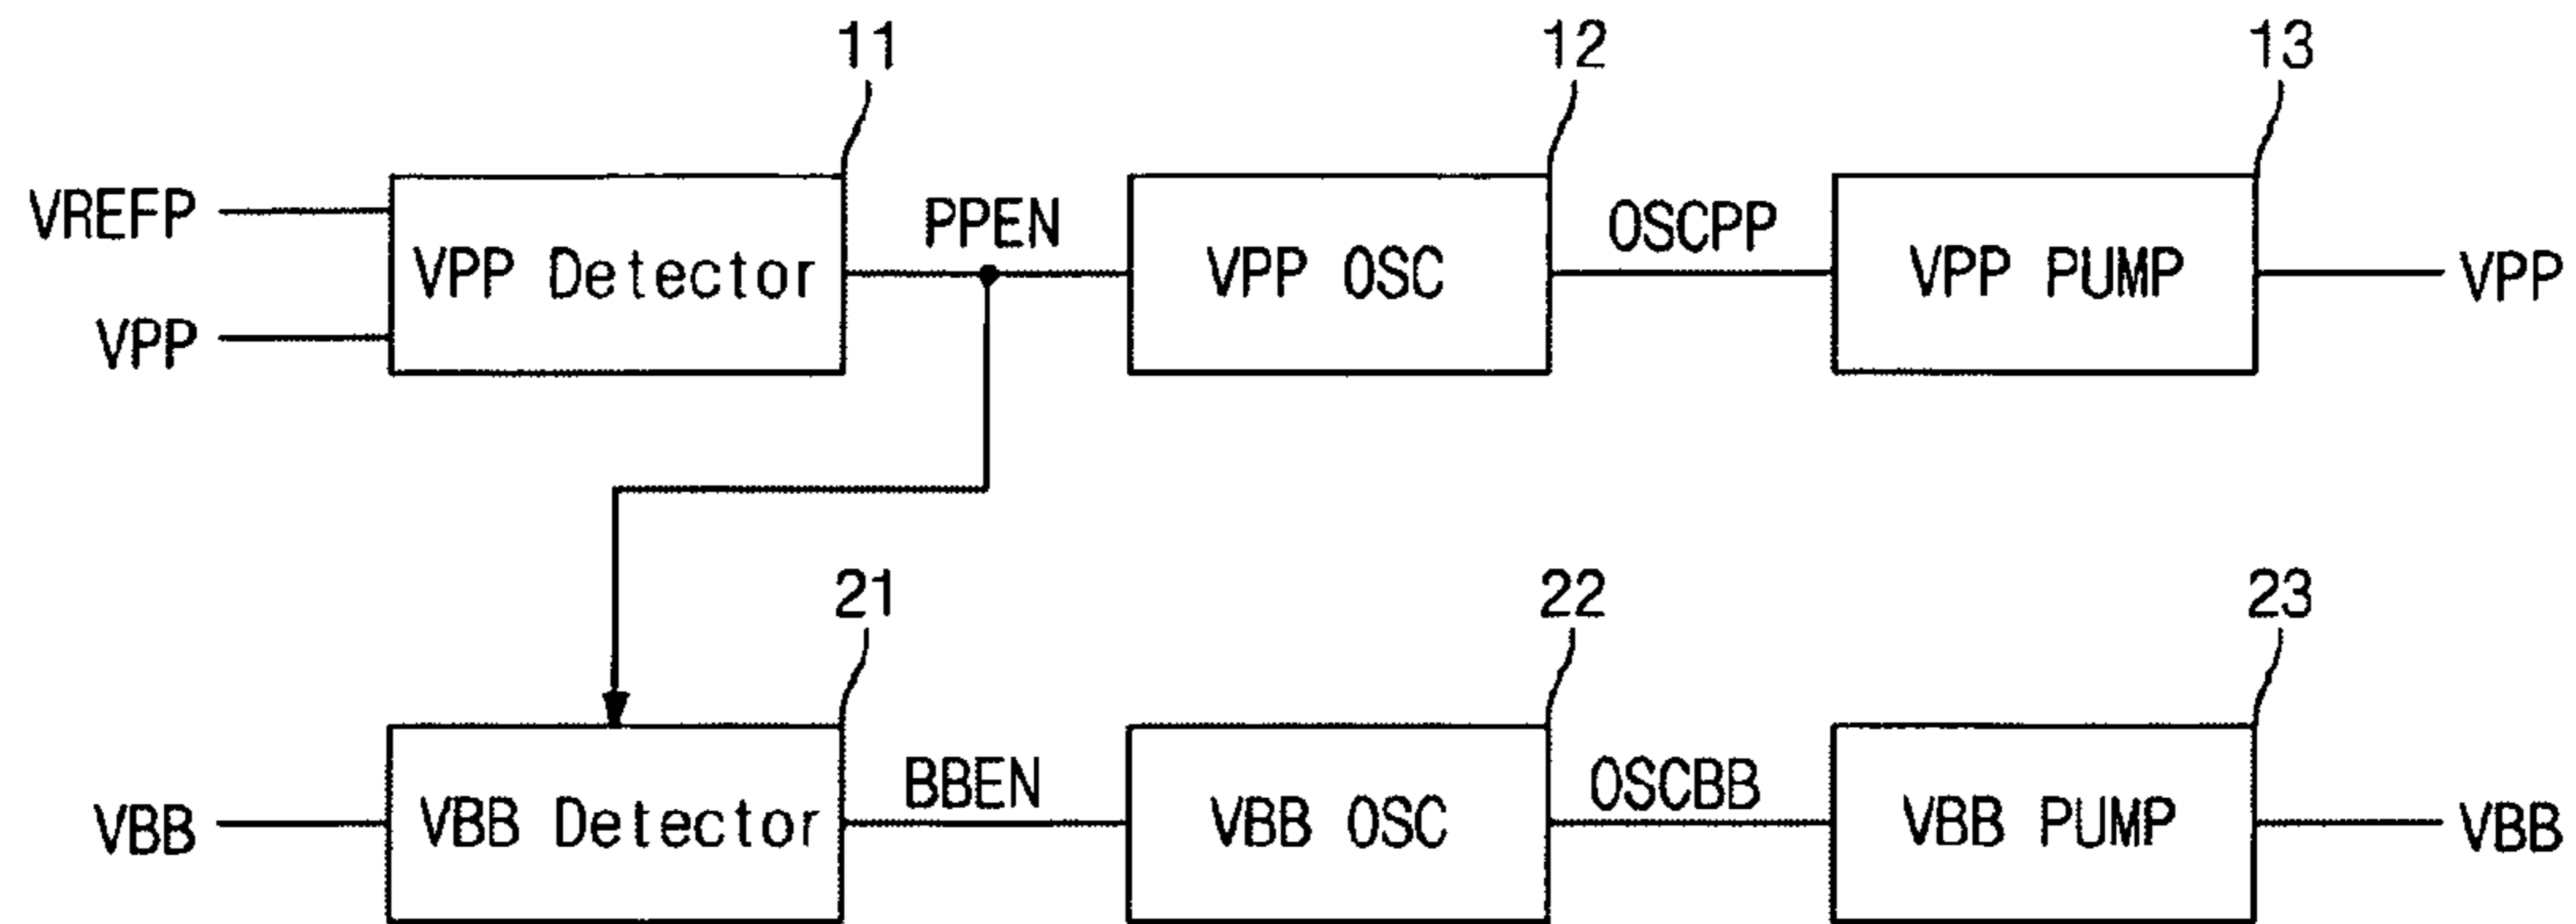 11
12
13
VREFP
VPP
VPP Detector
PPEN
VPP OSC
OSCPP
VPP PUMP
VPP
21
22
23
VBB
VBB Detector
BBEN
VBB OSC
OSCBB
VBB PUMP
VBB